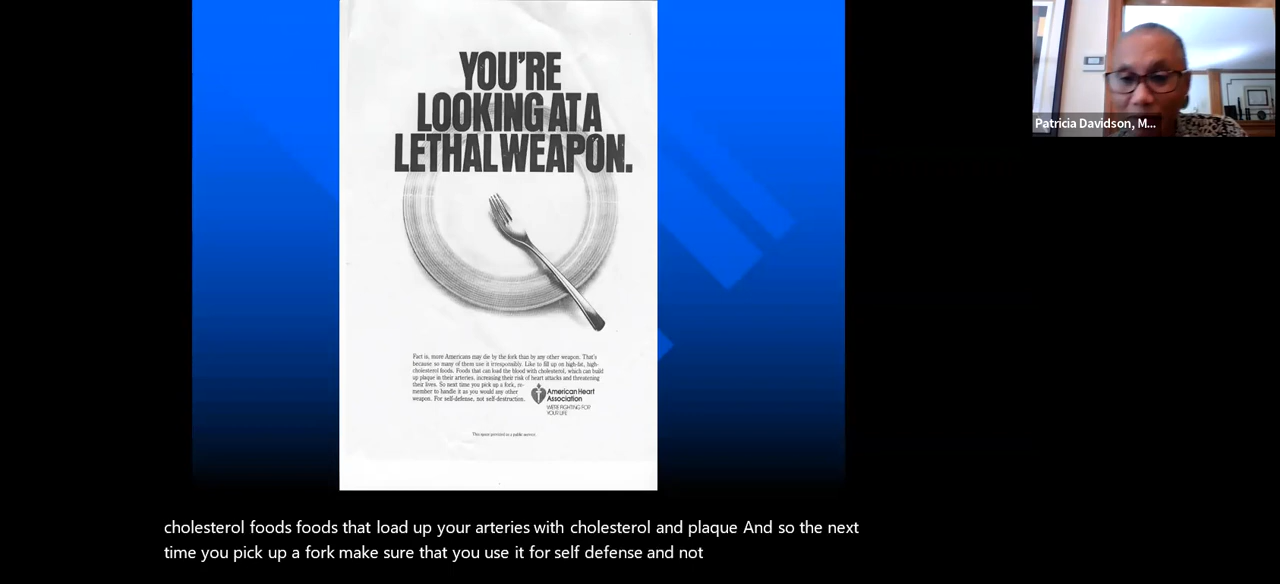 YOU'RE
LOOKING AT A
LETHAL WEAPON.
Fact is, more Americans may die by the fork than by any other weapon. That's
because so many of them use it irresponsibly. Like to fill up on high-fat, high-
cholesterol foods. Foods that can load the blood with cholesterol, which can build
up plaque in their arteries, increasing their risk of heart attacks and threatening
their lives. So next time you pick up a fork, re-
member to handle it as you would any other
weapon. For self-defense, not self-destruction.
American Heart
Association
WE'RE FIGHTING FOR
YOUR LIFE
This space provided as a public service.
Patricia Davidson, M...
cholesterol foods foods that load up your arteries with cholesterol and plaque And so the next
time you pick up a fork make sure that you use it for self defense and not